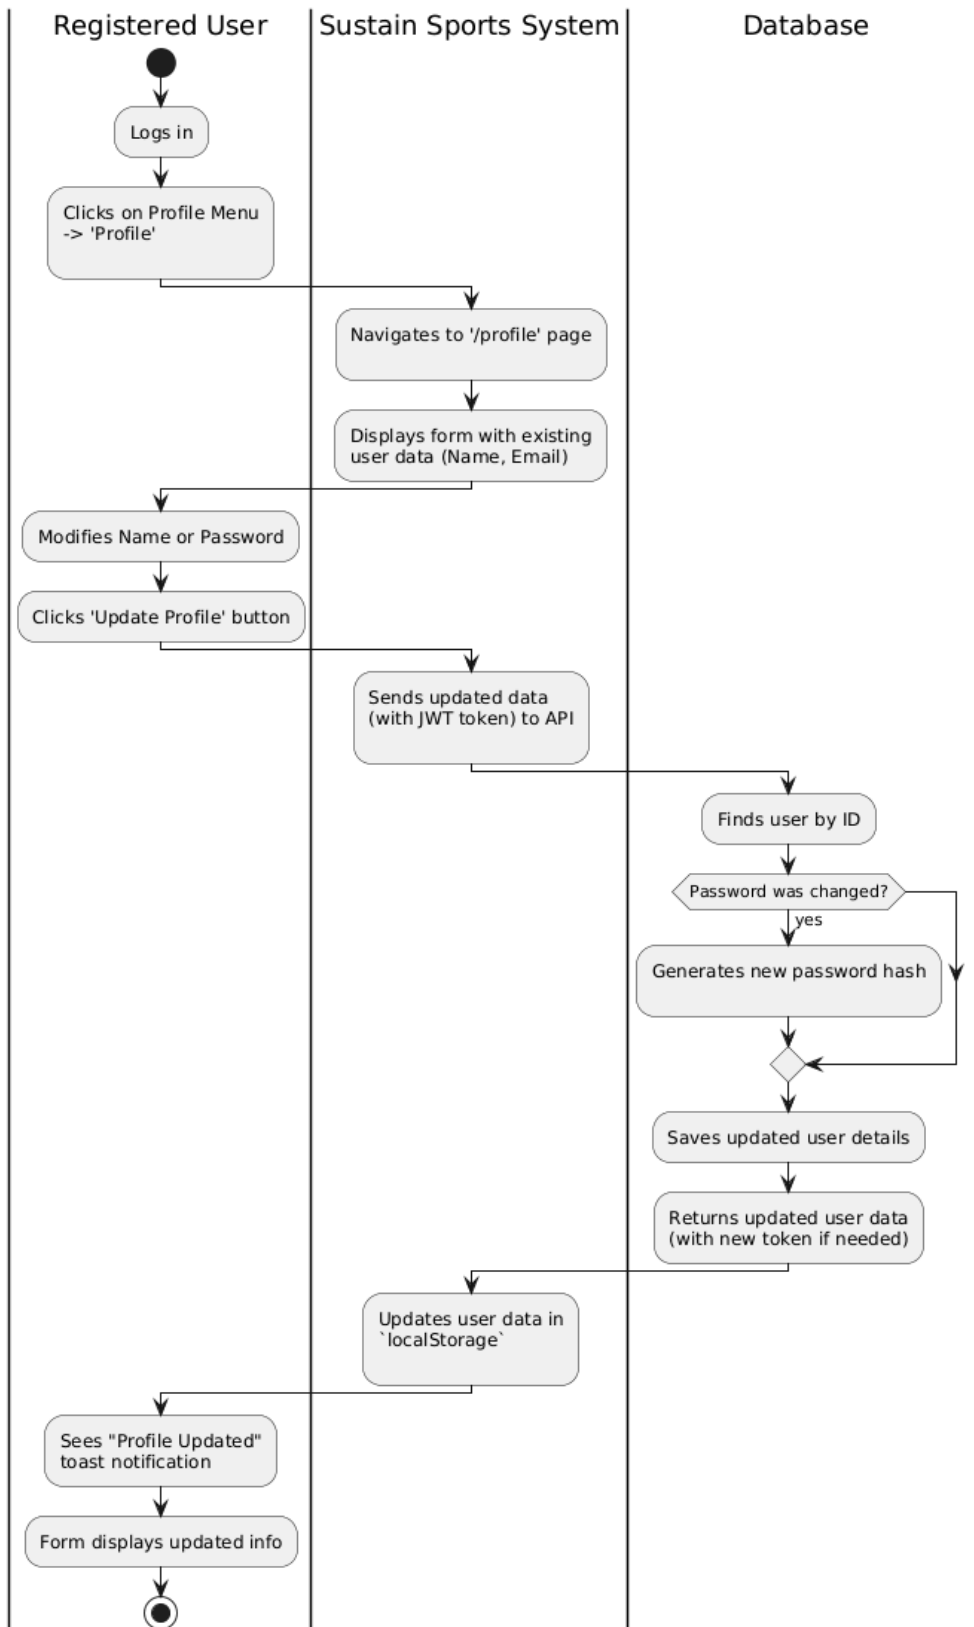 Registered User
Sustain Sports System
Database
Logs in
Clicks on Profile Menu
-> 'Profile'
Navigates to '/profile' page
Displays form with existing
user data (Name, Email)
Modifies Name or Password
Clicks 'Update Profile' button
Sends updated data
(with JWT token) to API
Finds user by ID
Password was changed?
yes
Generates new password hash
Saves updated user details
Returns updated user data
(with new token if needed)
Updates user data in
`localStorage`
Sees "Profile Updated"
toast notification
Form displays updated info